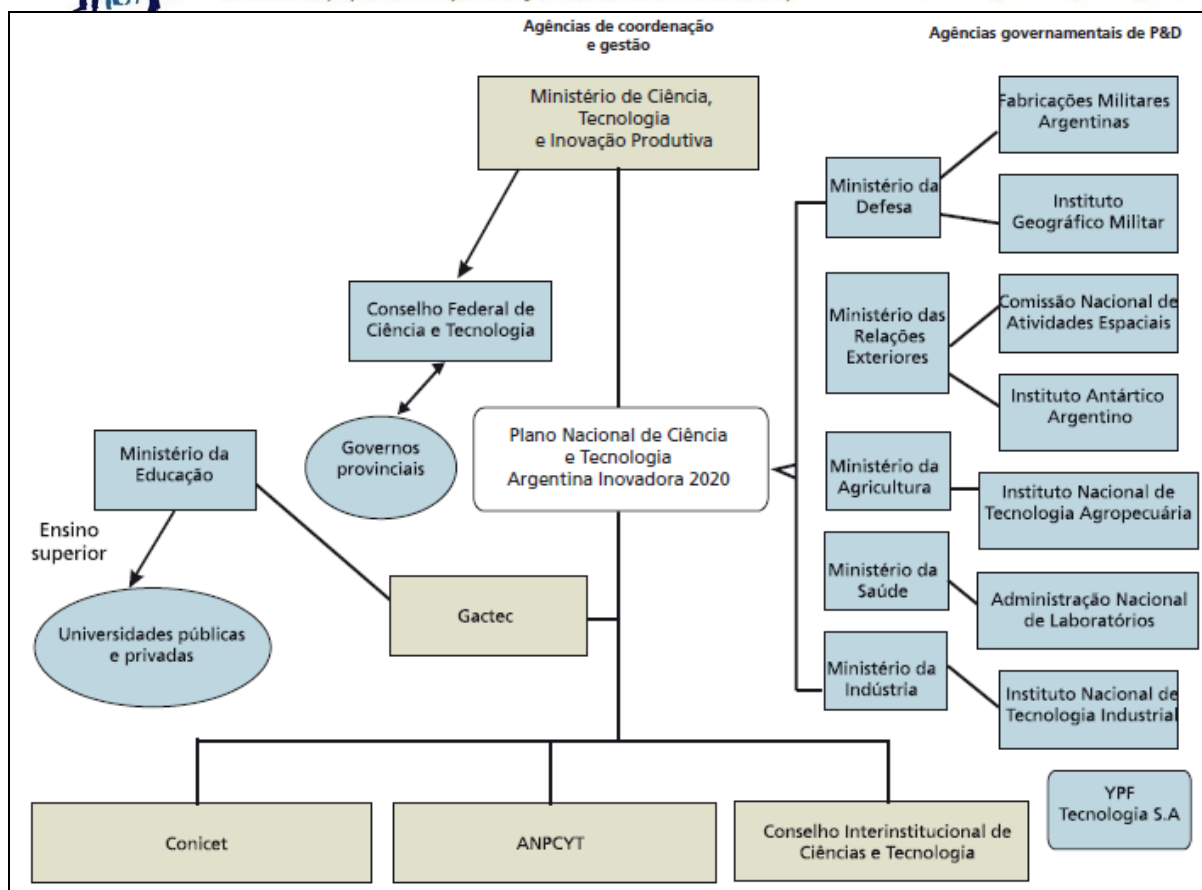 Agências de coordenação
e gestão
Agências governamentais de P&D
Ministério de Ciência,
Tecnologia
e Inovação Produtiva
Fabricações Militares
Argentinas
Ministério da
Defesa
Instituto
Geográfico Militar
Conselho Federal de
Ciência e Tecnologia
Ministério das
Relações
Exteriores
Comissão Nacional de
Atividades Espaciais
Instituto Antártico
Argentino
Governos
provinciais
Plano Nacional de Ciência
e Tecnologia
Argentina Inovadora 2020
Ministério da
Educação
Ministério da
Agricultura
Instituto Nacional de
Tecnologia Agropecuária
Ensino
superior
Ministério da
Saúde
Administração Nacional
de Laboratórios
Universidades públicas
e privadas
Gactec
Ministério da
Indústria
Instituto Nacional de
Tecnologia Industrial
YPF
Tecnologia S.A
Conicet
ANPCYT
Conselho Interinstitucional de
Ciências e Tecnologia